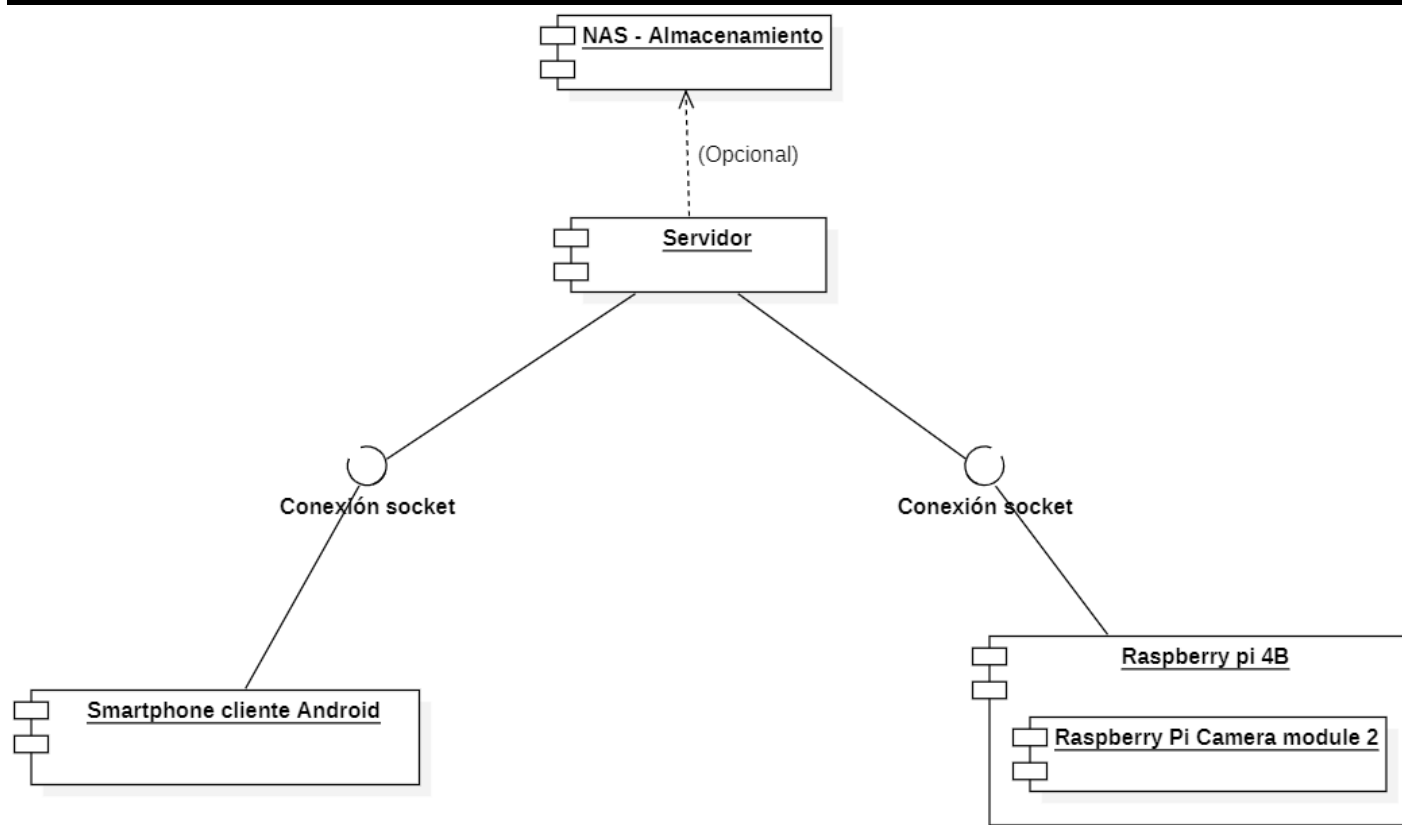 NAS - Almacenamiento
(Opcional)
Servidor
Conexión socket
Conexión socket
Raspberry pi 4B
Smartphone cliente Android
Raspberry Pi Camera module 2